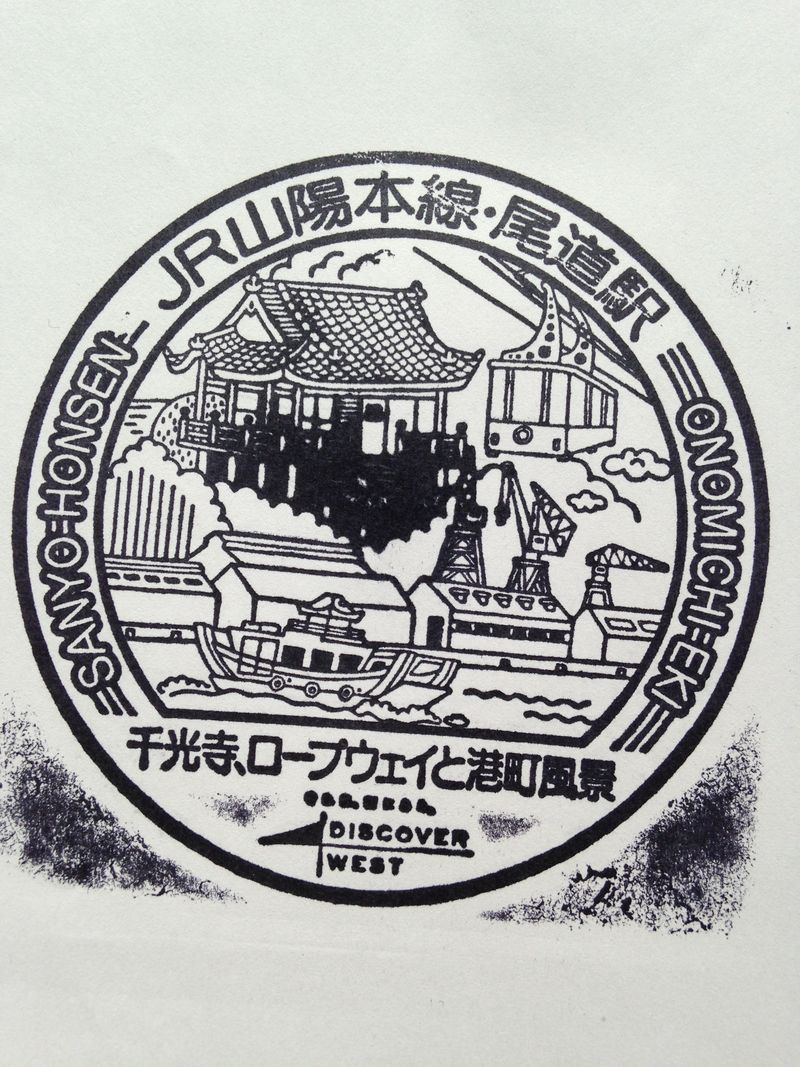 JR山陽本線・尾道駅
SANYO-HONSEN
ONOMICHI-EKI
千光寺、ロープウェイと港町風景
DISCOVER
WEST